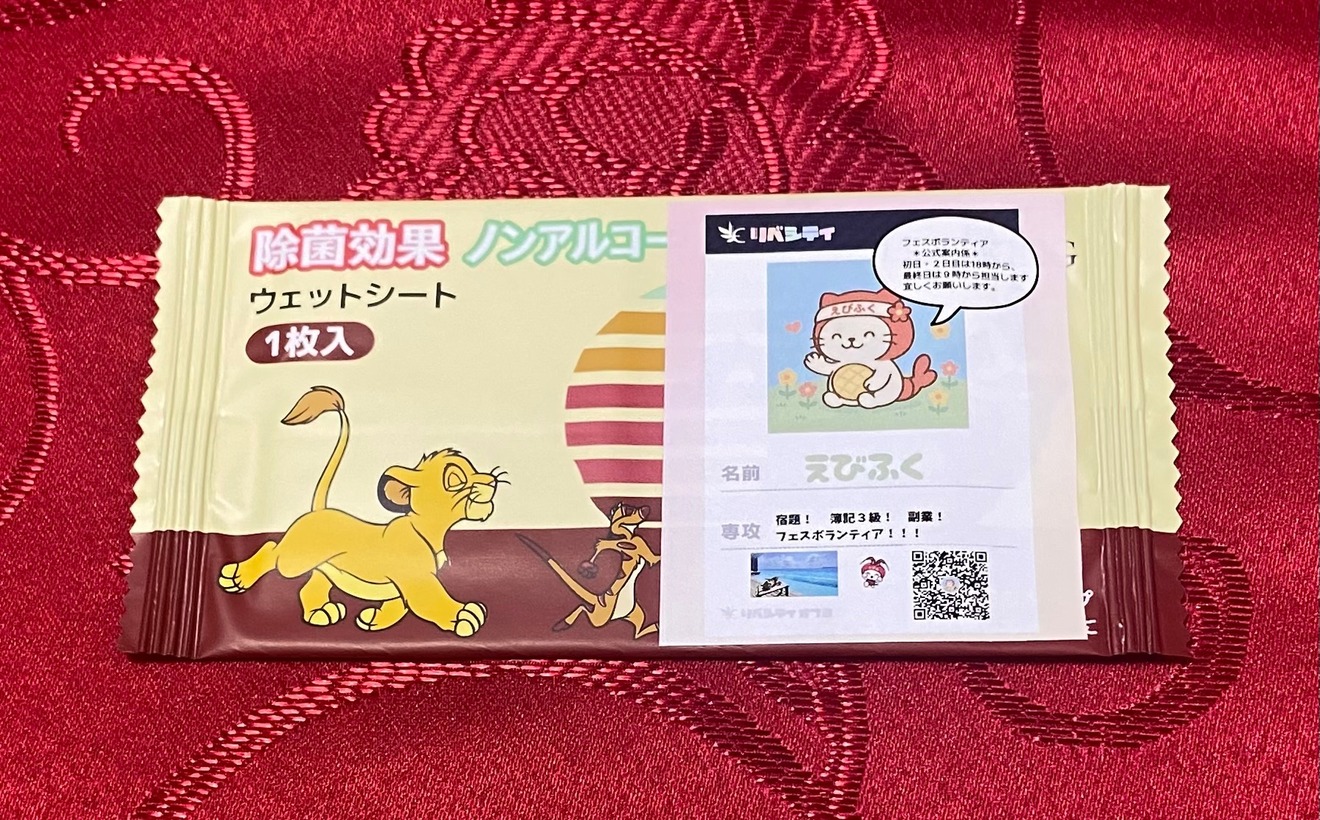 除菌効果 ノンアルコー
ウェットシート
1枚入
G
リベシティ
フェスボランティア
*公式案内係*
初日・2日目は18時から、
最終日は9時から担当します
宜しくお願いします。
えびふく
名前 えびふく
専攻 宿題! 簿記3級! 副業!
フェスボランティア!!!